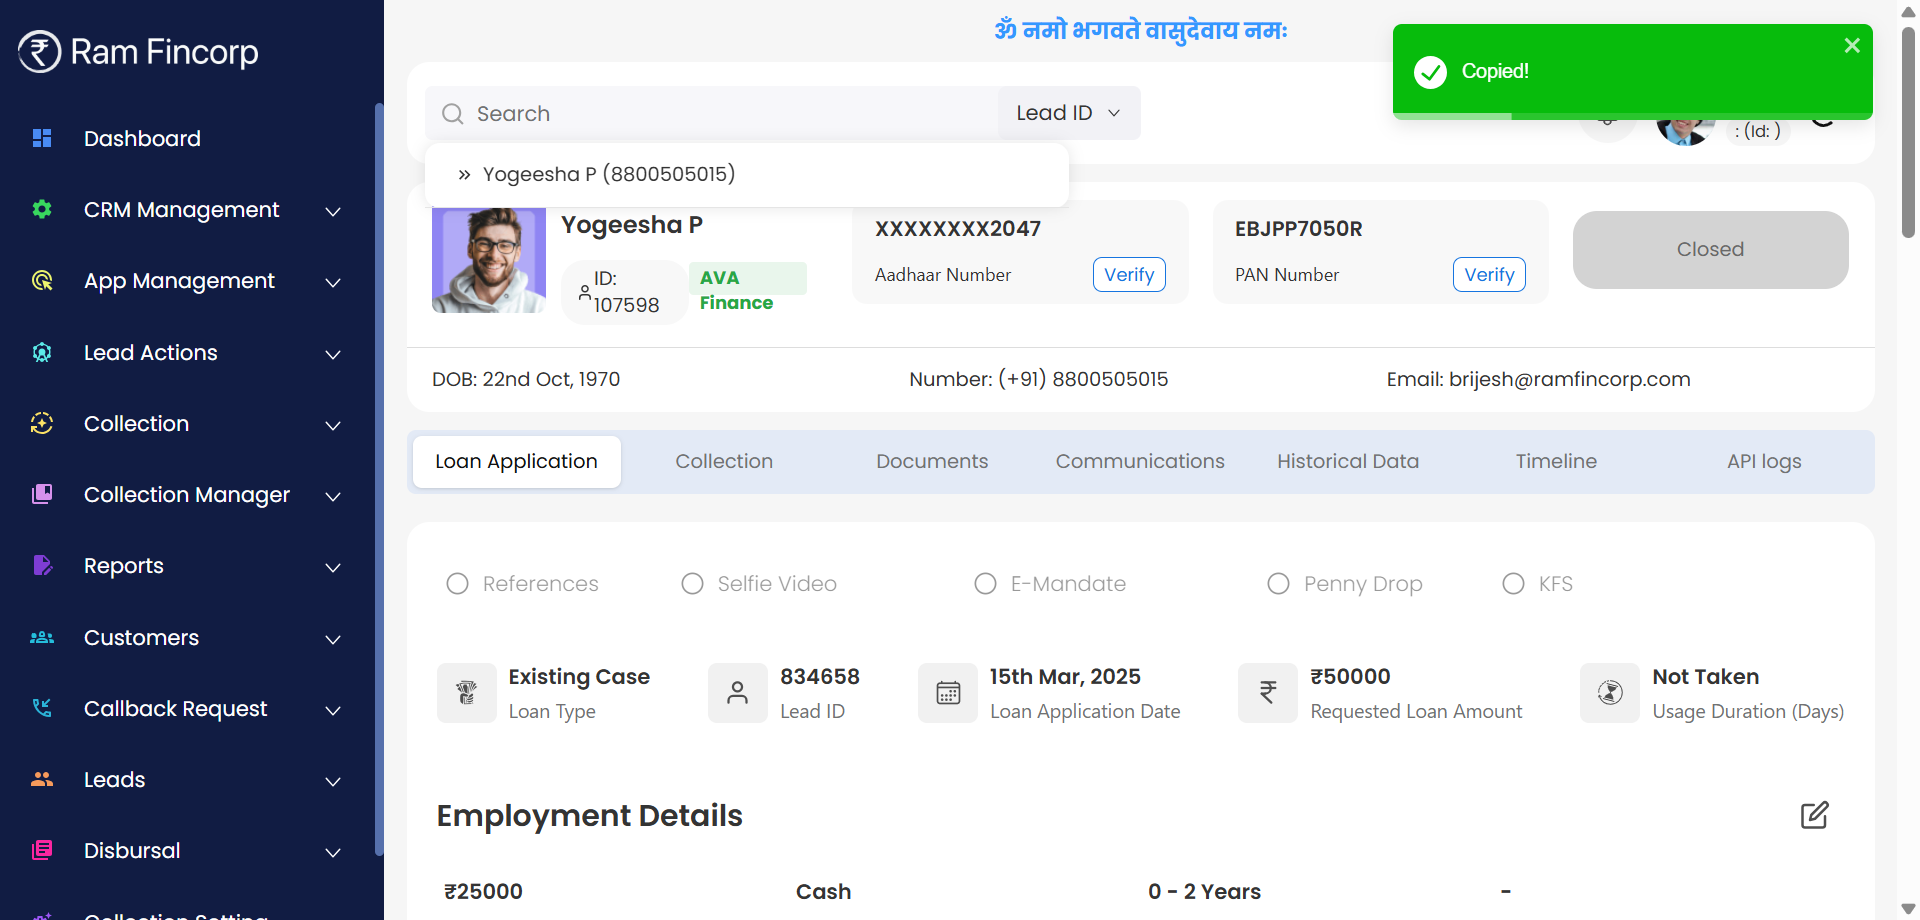 Ram Fincorp
Dashboard
CRM Management
App Management
Lead Actions
Collection
Collection Manager
Reports
Customers
Callback Request
Leads
Disbursal
Collection Setting
ॐ नमो भगवते वासुदेवाय नमः
Copied!
Search
Lead ID
: (Id: )
» Yogeesha P (8800505015)
Yogeesha P
ID:
107598
AVA
Finance
XXXXXXXX2047
Aadhaar Number
Verify
EBJPP7050R
PAN Number
Verify
Closed
DOB: 22nd Oct, 1970
Number: (+91) 8800505015
Email: brijesh@ramfincorp.com
Loan Application
Collection
Documents
Communications
Historical Data
Timeline
API logs
References
Selfie Video
E-Mandate
Penny Drop
KFS
Existing Case
Loan Type
834658
Lead ID
15th Mar, 2025
Loan Application Date
₹50000
Requested Loan Amount
Not Taken
Usage Duration (Days)
Employment Details
₹25000
Cash
0 - 2 Years
-